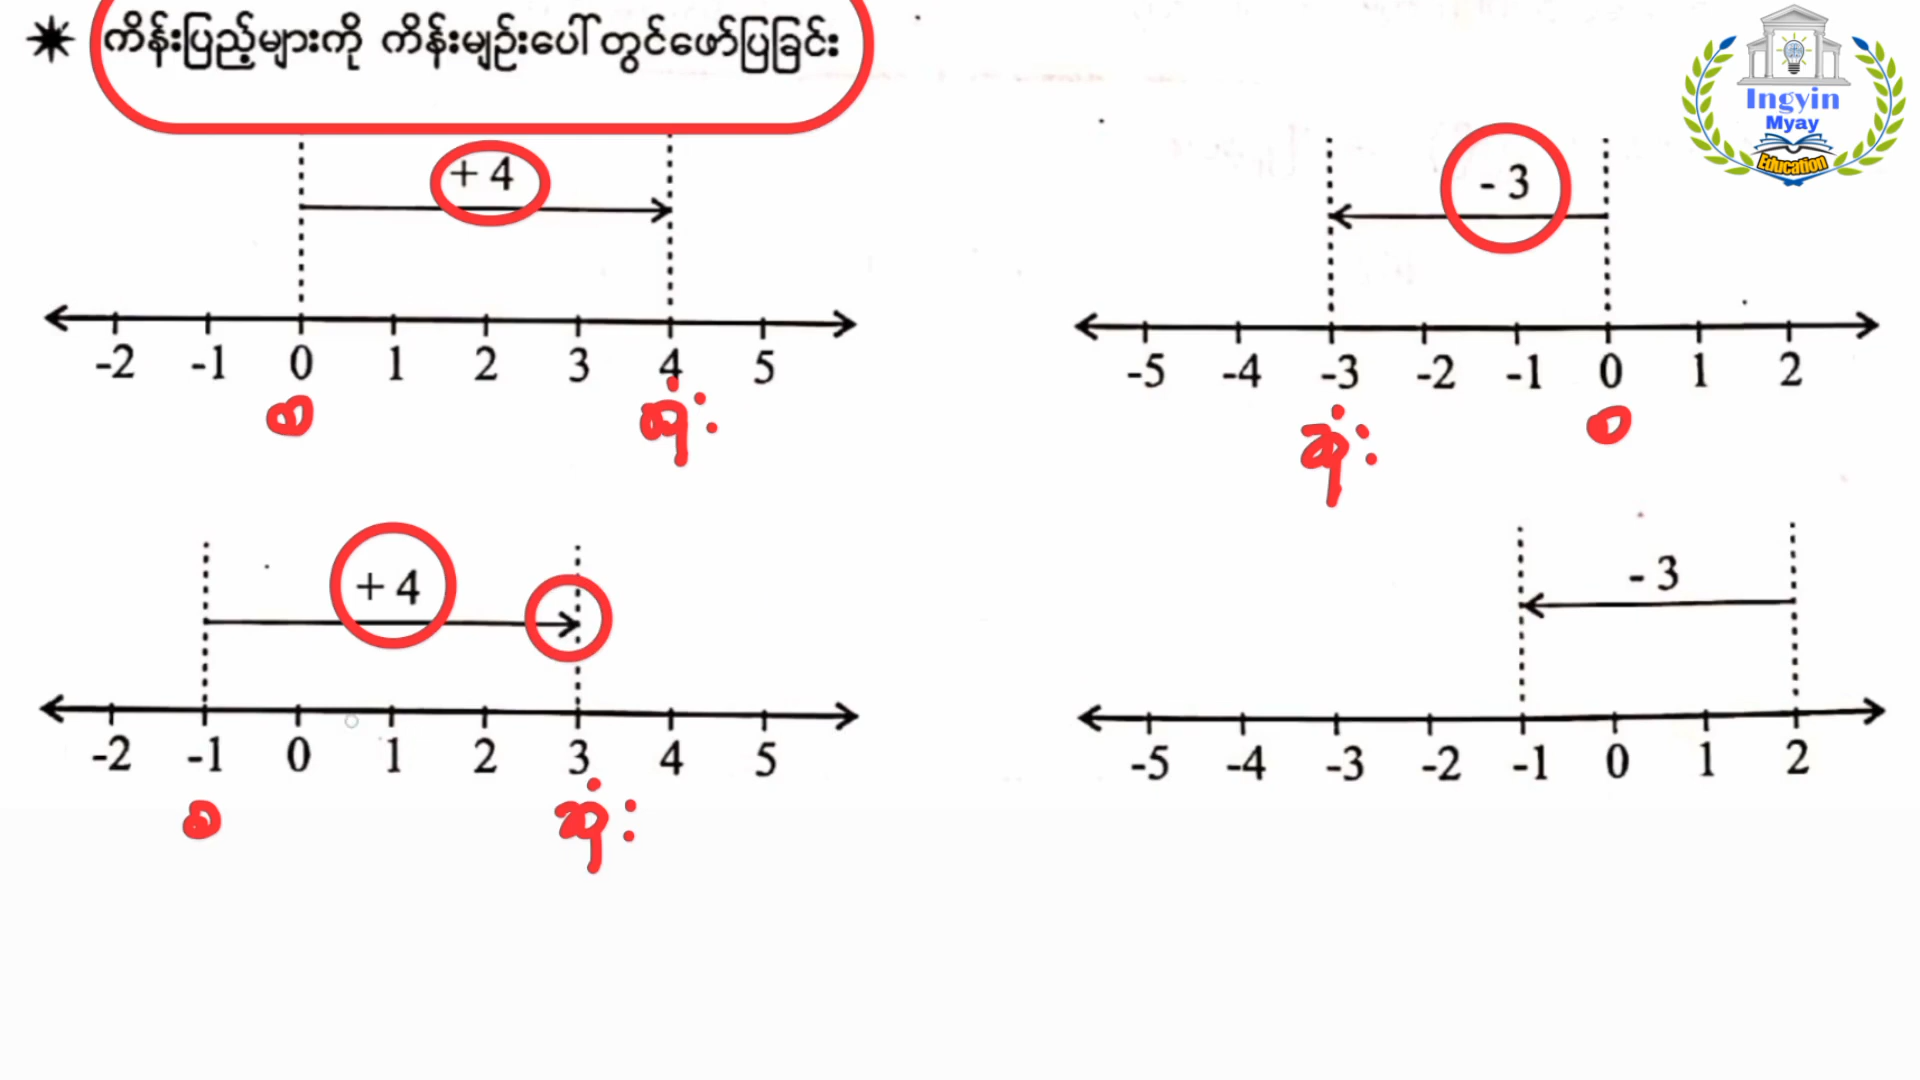 ကိန်းပြည့်များကို ကိန်းမျဉ်းပေါ်တွင်ဖော်ပြခြင်း
Ingyin
Myay
Education
+ 4
-2 -1 0 1 2 3 4 5
စ ဆုံး
- 3
-5 -4 -3 -2 -1 0 1 2
ဆုံး စ
+ 4
-2 -1 0 1 2 3 4 5
စ ဆုံး
- 3
-5 -4 -3 -2 -1 0 1 2